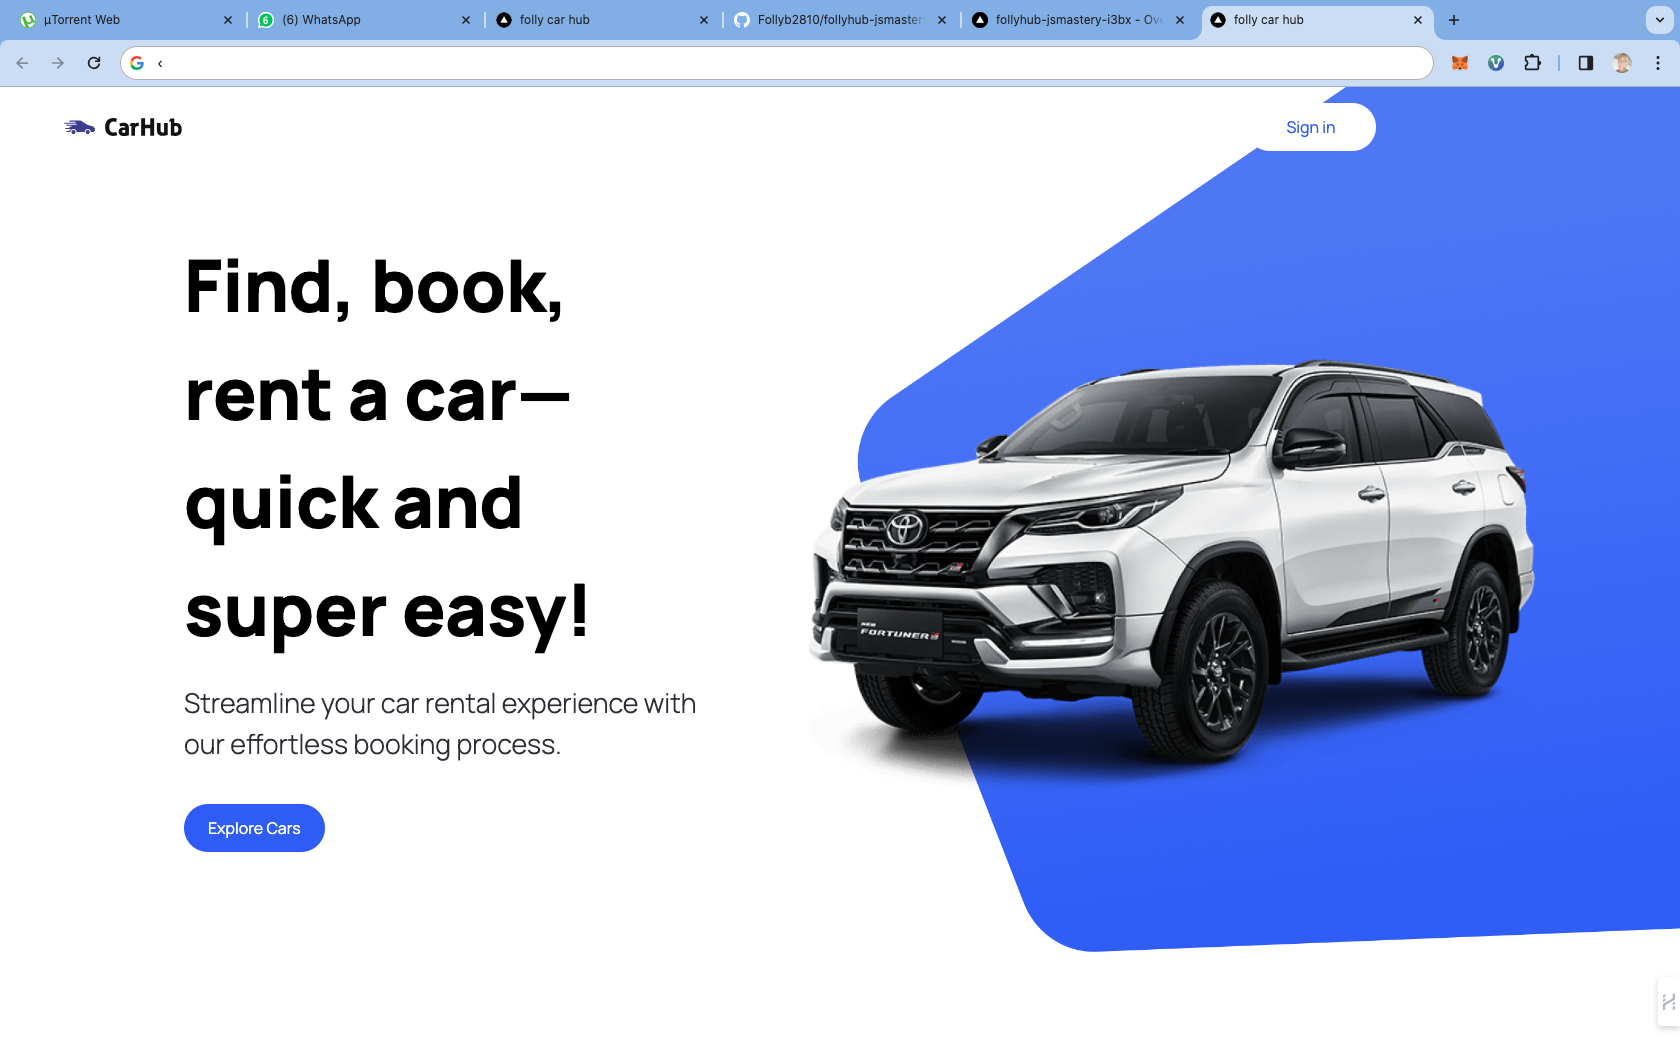 µTorrent Web
(6) WhatsApp
folly car hub
Follyb2810/follyhub-jsmaster
follyhub-jsmastery-i3bx - Ov
folly car hub
‹
CarHub
Sign in
Find, book,
rent a car—
quick and
super easy!
Streamline your car rental experience with
our effortless booking process.
Explore Cars
NEW
FORTUNER